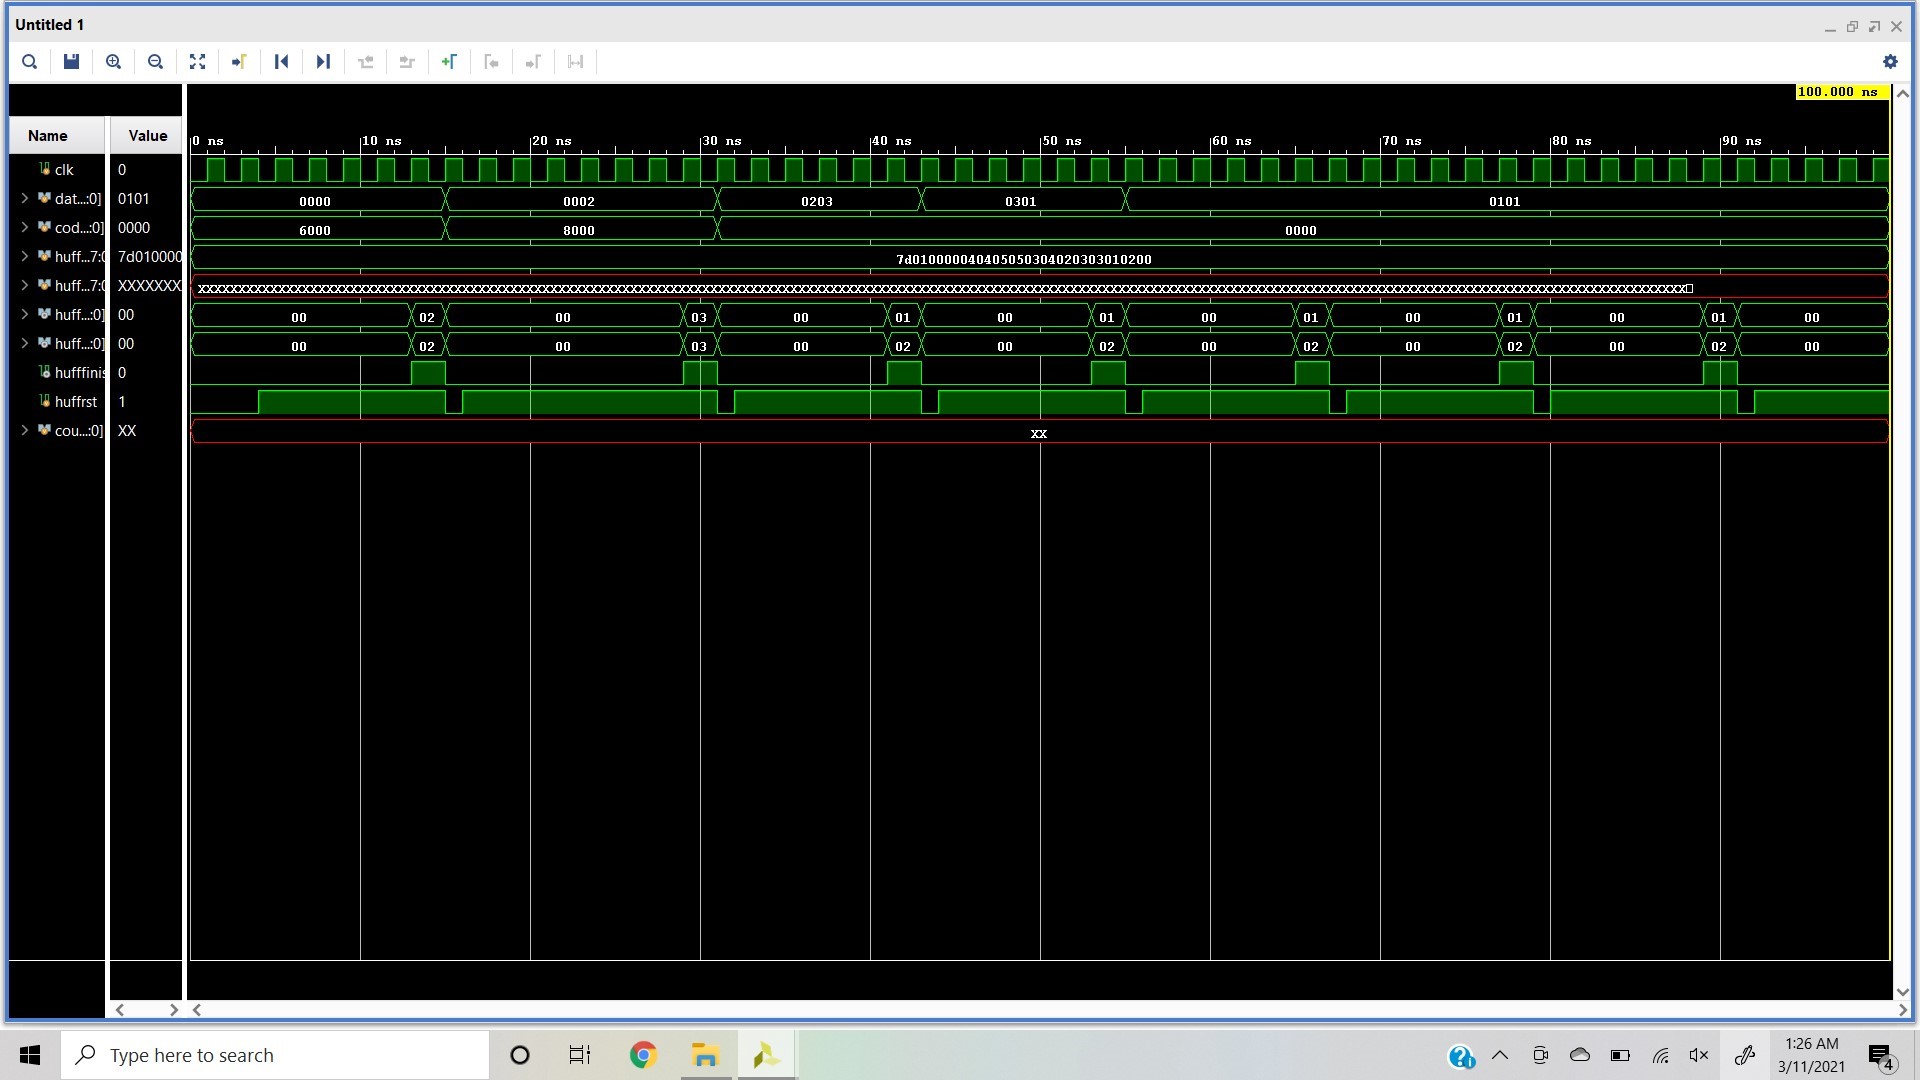 Untitled 1
100.000 ns
Name Value
0 ns 10 ns 20 ns 30 ns 40 ns 50 ns 60 ns 70 ns 80 ns 90 ns
clk 0
dat...:0] 0101 0000 0002 0203 0301 0101
cod...:0] 0000 6000 8000 0000
huff...7:0 7d010000 7d010000040405050304020303010200
huff...7:0 XXXXXXX
huff...:0] 00 00 02 00 03 00 01 00 01 00 01 00 01 00 01 00
huff...:0] 00 00 02 00 03 00 02 00 02 00 02 00 02 00 02 00
hufffinis 0
huffrst 1
cou...:0] XX XX
Type here to search
1:26 AM
3/11/2021
4